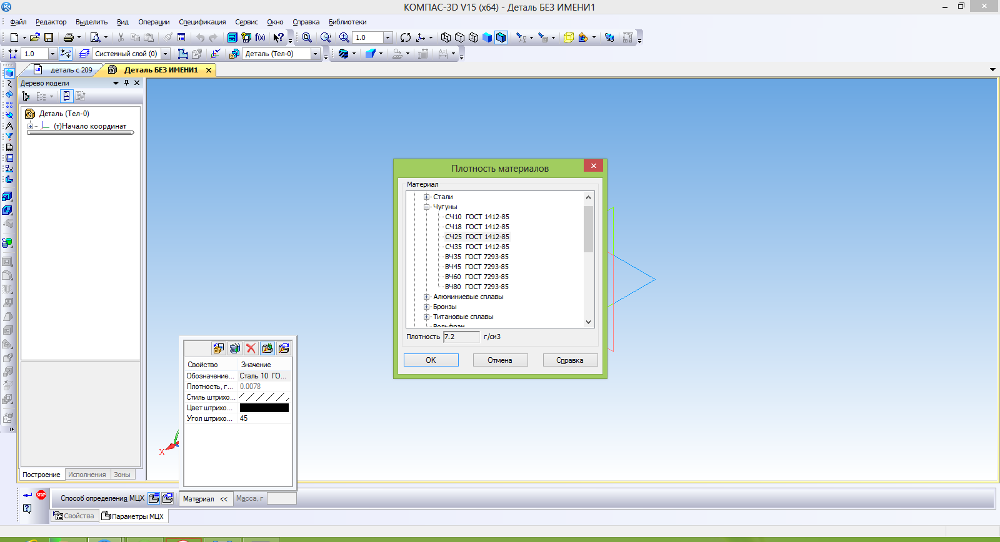 КОМПАС-3D V15 (x64) - Деталь БЕЗ ИМЕНИ1
Файл Редактор Выделить Вид Операции Спецификация Сервис Окно Справка Библиотеки
f(x) 1.0
1.0 Системный слой (0) Деталь (Тел-0)
деталь с 209 Деталь БЕЗ ИМЕНИ1
Дерево модели
Деталь (Тел-0)
(т)Начало координат
Плотность материалов
Материал
Стали
Чугуны
СЧ10 ГОСТ 1412-85
СЧ18 ГОСТ 1412-85
СЧ25 ГОСТ 1412-85
СЧ35 ГОСТ 1412-85
ВЧ35 ГОСТ 7293-85
ВЧ45 ГОСТ 7293-85
ВЧ60 ГОСТ 7293-85
ВЧ80 ГОСТ 7293-85
Алюминиевые сплавы
Бронзы
Титановые сплавы
Вольфрам
Плотность 7.2 г/см3
ОК Отмена Справка
Свойство Значение
Обозначение... Сталь 10 ГО...
Плотность, г... 0.0078
Стиль штрихо...
Цвет штрихо...
Угол штрихо... 45
X
Построение Исполнения Зоны
STOP Способ определения МЦХ Материал << Масса, г
Свойства Параметры МЦХ